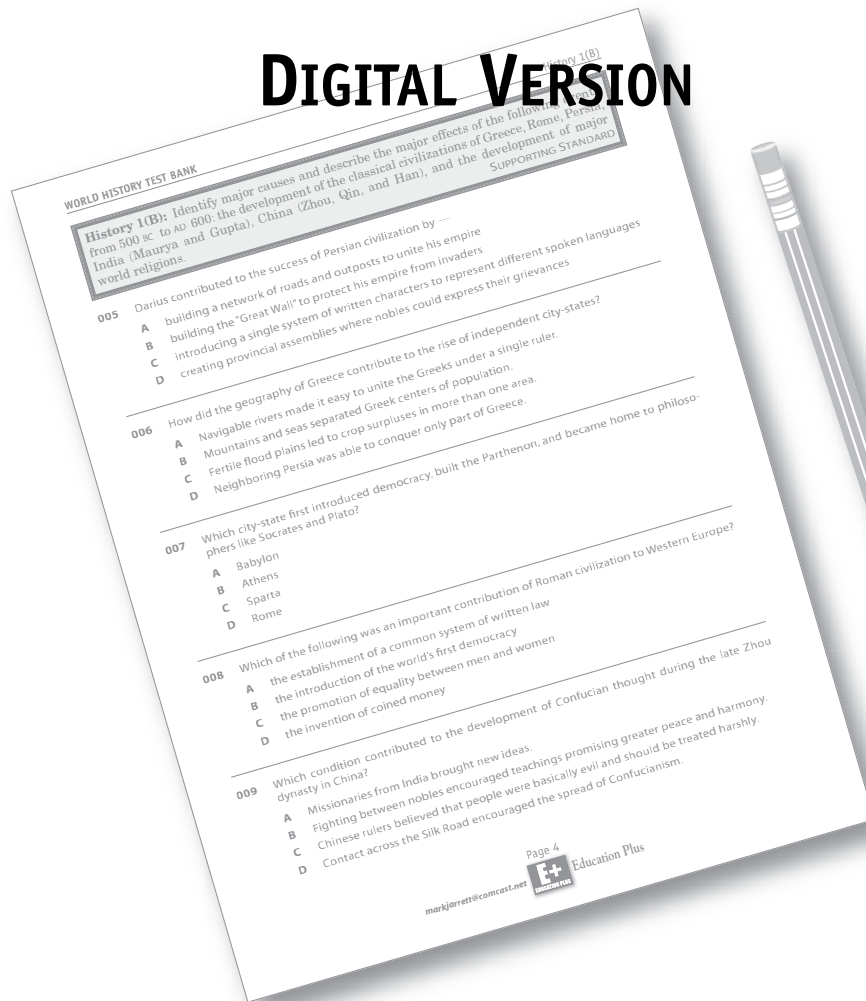 DIGITAL VERSION
History 1(B)
WORLD HISTORY TEST BANK
History 1(B): Identify major causes and describe the major effects of the following events
from 500 BC to AD 600: the development of the classical civilizations of Greece, Rome, Persia,
India (Maurya and Gupta), China (Zhou, Qin, and Han), and the development of major
world religions.
SUPPORTING STANDARD
005 Darius contributed to the success of Persian civilization by —
A building a network of roads and outposts to unite his empire
B building the "Great Wall" to protect his empire from invaders
C introducing a single system of written characters to represent different spoken languages
D creating provincial assemblies where nobles could express their grievances
006 How did the geography of Greece contribute to the rise of independent city-states?
A Navigable rivers made it easy to unite the Greeks under a single ruler.
B Mountains and seas separated Greek centers of population.
C Fertile flood plains led to crop surpluses in more than one area.
D Neighboring Persia was able to conquer only part of Greece.
007 Which city-state first introduced democracy, built the Parthenon, and became home to philoso-
phers like Socrates and Plato?
A Babylon
B Athens
C Sparta
D Rome
008 Which of the following was an important contribution of Roman civilization to Western Europe?
A the establishment of a common system of written law
B the introduction of the world's first democracy
C the promotion of equality between men and women
D the invention of coined money
009 Which condition contributed to the development of Confucian thought during the late Zhou
dynasty in China?
A Missionaries from India brought new ideas.
B Fighting between nobles encouraged teachings promising greater peace and harmony.
C Chinese rulers believed that people were basically evil and should be treated harshly.
D Contact across the Silk Road encouraged the spread of Confucianism.
Page 4
markjarrett@comcast.net E+ EDUCATION PLUS Education Plus